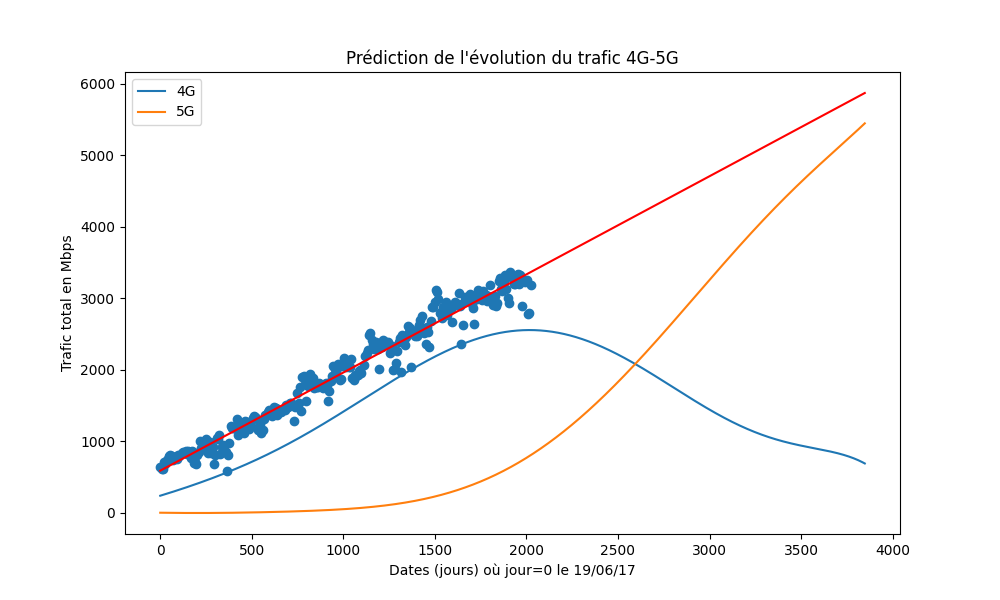 Prédiction de l'évolution du trafic 4G-5G
4G
5G
Trafic total en Mbps
6000
5000
4000
3000
2000
1000
0
0 500 1000 1500 2000 2500 3000 3500 4000
Dates (jours) où jour=0 le 19/06/17